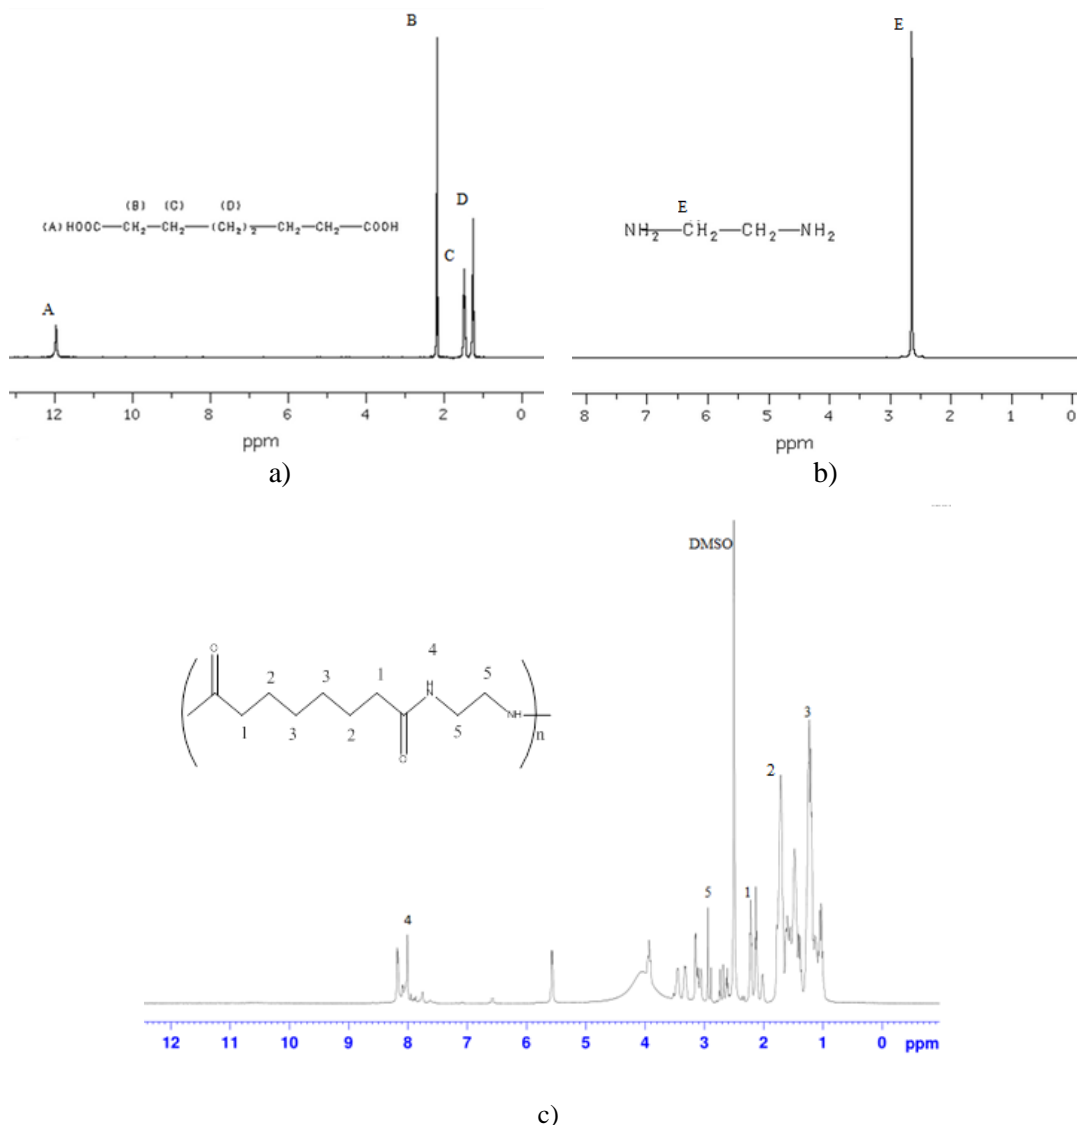 B
E
(B) (C) (D)
(A) HOOC—CH2—CH2—(CH2)2—CH2—CH2—COOH
D
C
A
E
NH2—CH2—CH2—NH2
12 10 8 6 4 2 0
ppm
a)
8 7 6 5 4 3 2 1 0
ppm
b)
DMSO
O
4
H
N
5
2 3 1
1 3 2 5
O
NH
n
3
2
5 1
4
12 11 10 9 8 7 6 5 4 3 2 1 0 ppm
c)